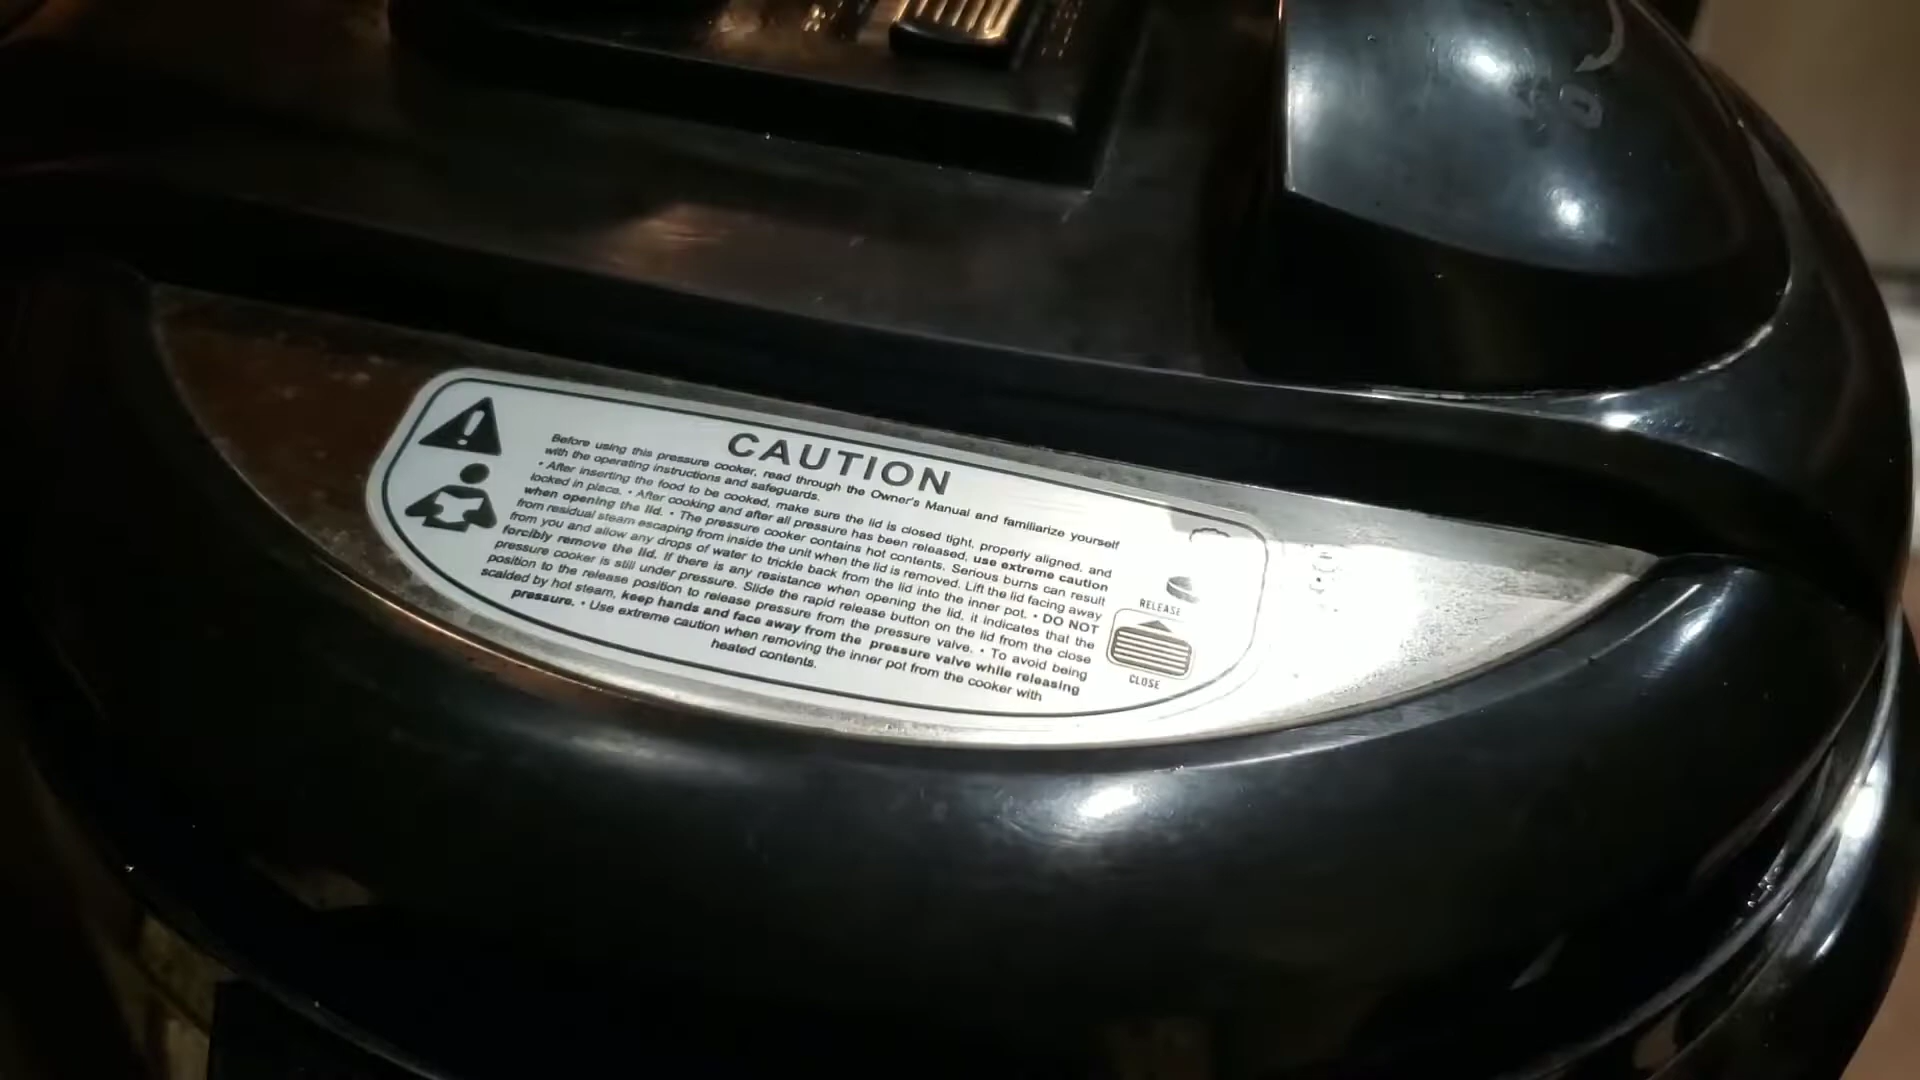 CAUTION
Before using this pressure cooker, read through the Owner's Manual and familiarize yourself
with the operating instructions and safeguards.
• After inserting the food to be cooked, make sure the lid is closed tight, properly aligned, and
locked in place. • After cooking and after all pressure has been released, use extreme caution
when opening the lid. • The pressure cooker contains hot contents. Serious burns can result
from residual steam escaping from inside the unit when the lid is removed. Lift the lid facing away
from you and allow any drops of water to trickle back from the lid into the inner pot. • DO NOT
forcibly remove the lid. If there is any resistance when opening the lid, it indicates that the
pressure cooker is still under pressure. Slide the rapid release button on the lid from the close
position to the release position to release pressure from the pressure valve. • To avoid being
scalded by hot steam, keep hands and face away from the pressure valve while releasing
pressure. • Use extreme caution when removing the inner pot from the cooker with
heated contents.
RELEASE
CLOSE